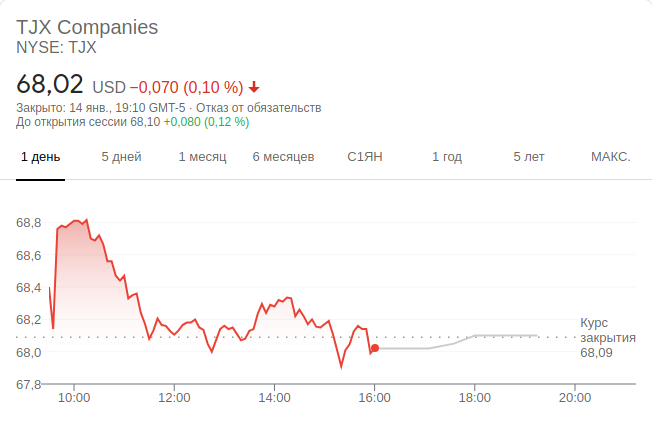 TJX Companies
NYSE: TJX
68,02 USD −0,070 (0,10 %)
Закрыто: 14 янв., 19:10 GMT-5 · Отказ от обязательств
До открытия сессии 68,10 +0,080 (0,12 %)
1 день 5 дней 1 месяц 6 месяцев С1ЯН 1 год 5 лет МАКС.
68,8
68,6
68,4
68,2
Курс
закрытия
68,09
68,0
67,8
10:00 12:00 14:00 16:00 18:00 20:00